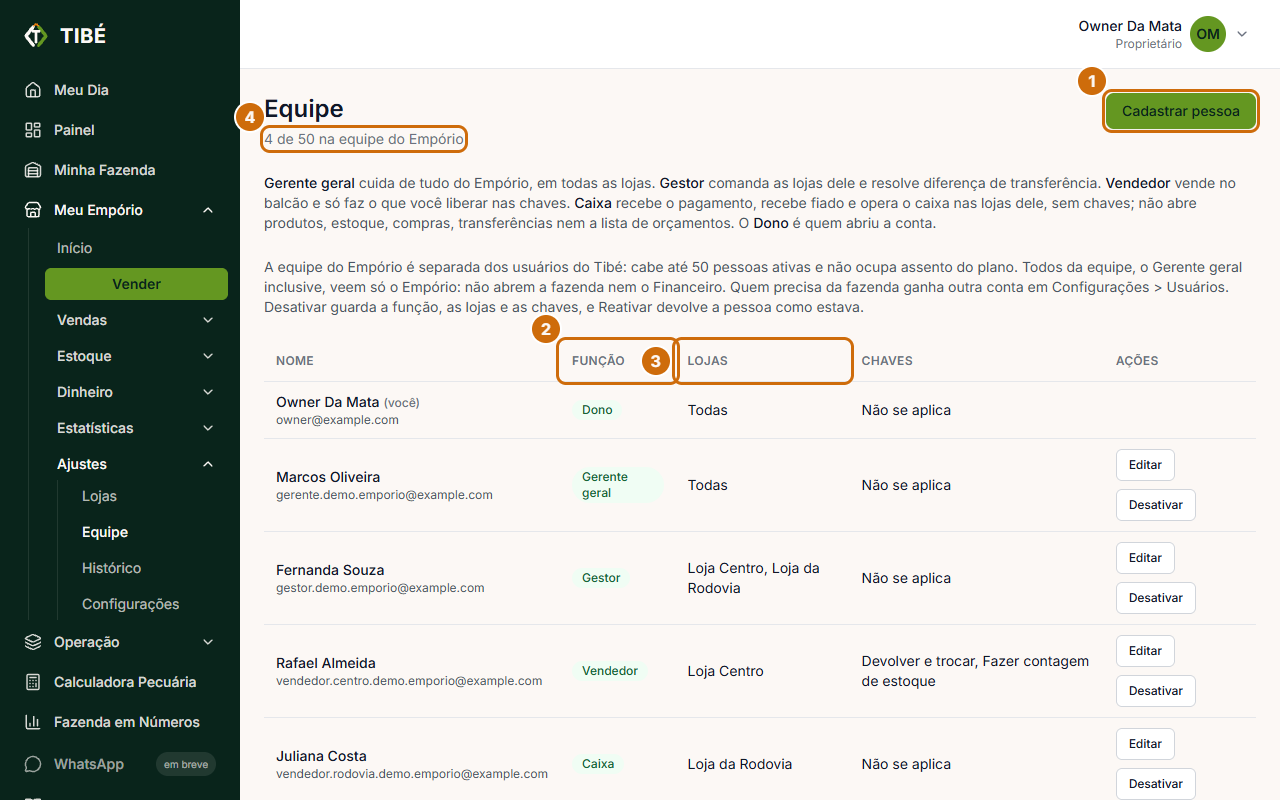 TIBÉ
Meu Dia
Painel
Minha Fazenda
Meu Empório
Início
Vender
Vendas
Estoque
Dinheiro
Estatísticas
Ajustes
Lojas
Equipe
Histórico
Configurações
Operação
Calculadora Pecuária
Fazenda em Números
WhatsApp em breve
Owner Da Mata
Proprietário
OM
1
Cadastrar pessoa
4
Equipe
4 de 50 na equipe do Empório
Gerente geral cuida de tudo do Empório, em todas as lojas. Gestor comanda as lojas dele e resolve diferença de transferência. Vendedor vende no
balcão e só faz o que você liberar nas chaves. Caixa recebe o pagamento, recebe fiado e opera o caixa nas lojas dele, sem chaves; não abre
produtos, estoque, compras, transferências nem a lista de orçamentos. O Dono é quem abriu a conta.
A equipe do Empório é separada dos usuários do Tibé: cabe até 50 pessoas ativas e não ocupa assento do plano. Todos da equipe, o Gerente geral
inclusive, veem só o Empório: não abrem a fazenda nem o Financeiro. Quem precisa da fazenda ganha outra conta em Configurações > Usuários.
Desativar guarda a função, as lojas e as chaves, e Reativar devolve a pessoa como estava.
2
NOME FUNÇÃO 3 LOJAS CHAVES AÇÕES
Owner Da Mata (você)
owner@example.com
Dono
Todas
Não se aplica
Marcos Oliveira
gerente.demo.emporio@example.com
Gerente
geral
Todas
Não se aplica
Editar
Desativar
Fernanda Souza
gestor.demo.emporio@example.com
Gestor
Loja Centro, Loja da
Rodovia
Não se aplica
Editar
Desativar
Rafael Almeida
vendedor.centro.demo.emporio@example.com
Vendedor
Loja Centro
Devolver e trocar, Fazer contagem
de estoque
Editar
Desativar
Juliana Costa
vendedor.rodovia.demo.emporio@example.com
Caixa
Loja da Rodovia
Não se aplica
Editar
Desativar